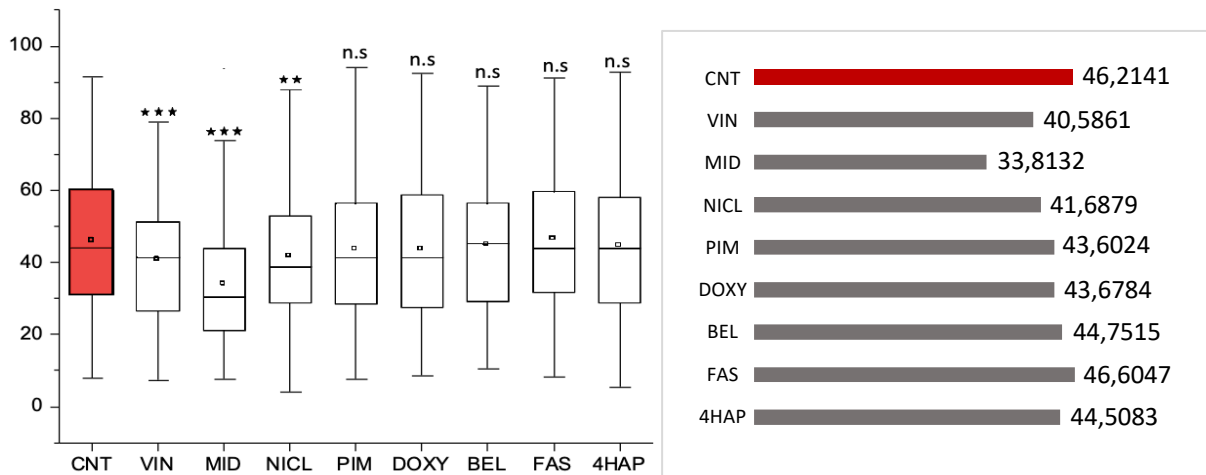 100
80
60
40
20
0
★★★
★★★
★★
n.s
n.s
n.s
n.s
n.s
CNT VIN MID NICL PIM DOXY BEL FAS 4HAP
CNT 46,2141
VIN 40,5861
MID 33,8132
NICL 41,6879
PIM 43,6024
DOXY 43,6784
BEL 44,7515
FAS 46,6047
4HAP 44,5083